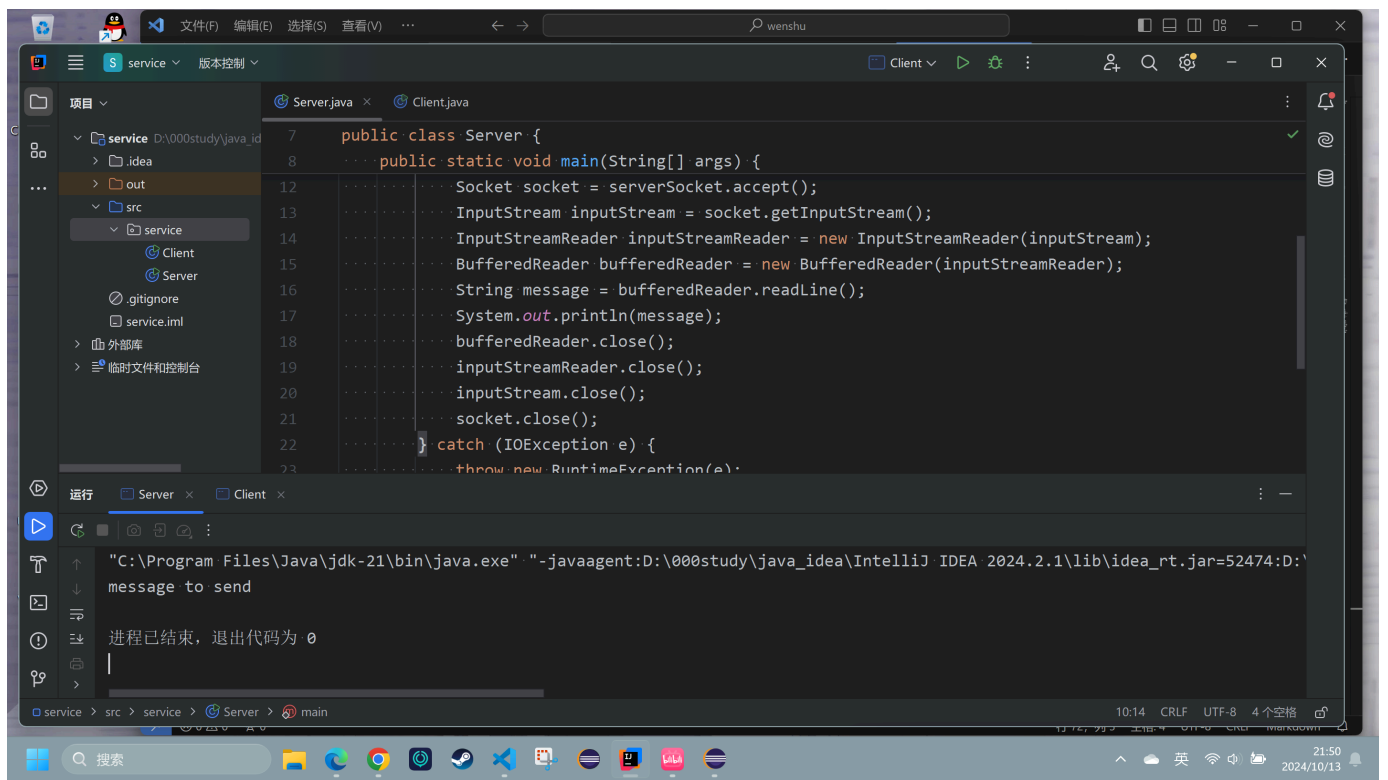 文件(F) 编辑(E) 选择(S) 查看(V) ··· wenshu
S service 版本控制 Client
项目
Server.java Client.java
service D:\000study\java_id
.idea
out
src
service
Client
Server
.gitignore
service.iml
外部库
临时文件和控制台
7 public class Server {
8 public static void main(String[] args) {
12 Socket socket = serverSocket.accept();
13 InputStream inputStream = socket.getInputStream();
14 InputStreamReader inputStreamReader = new InputStreamReader(inputStream);
15 BufferedReader bufferedReader = new BufferedReader(inputStreamReader);
16 String message = bufferedReader.readLine();
17 System.out.println(message);
18 bufferedReader.close();
19 inputStreamReader.close();
20 inputStream.close();
21 socket.close();
22 } catch (IOException e) {
23 throw new RuntimeException(e);
运行 Server Client
"C:\Program Files\Java\jdk-21\bin\java.exe" "-javaagent:D:\000study\java_idea\IntelliJ IDEA 2024.2.1\lib\idea_rt.jar=52474:D:\
message to send
进程已结束，退出代码为 0
service > src > service > Server > main 10:14 CRLF UTF-8 4 个空格
搜索 英 21:50
2024/10/13